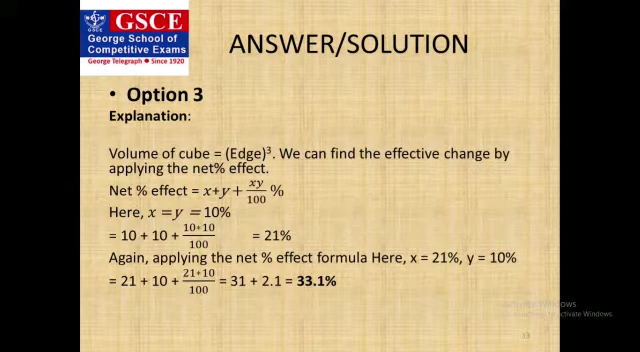 GSCE
GSCE
George School of
Competitive Exams
George Telegraph • Since 1920
ANSWER/SOLUTION
• Option 3
Explanation:
Volume of cube = (Edge)³. We can find the effective change by
applying the net% effect.
Net % effect = x+y + xy/100 %
Here, x = y = 10%
= 10 + 10 + 10*10/100 = 21%
Again, applying the net % effect formula Here, x = 21%, y = 10%
= 21 + 10 + 21*10/100 = 31 + 2.1 = 33.1%